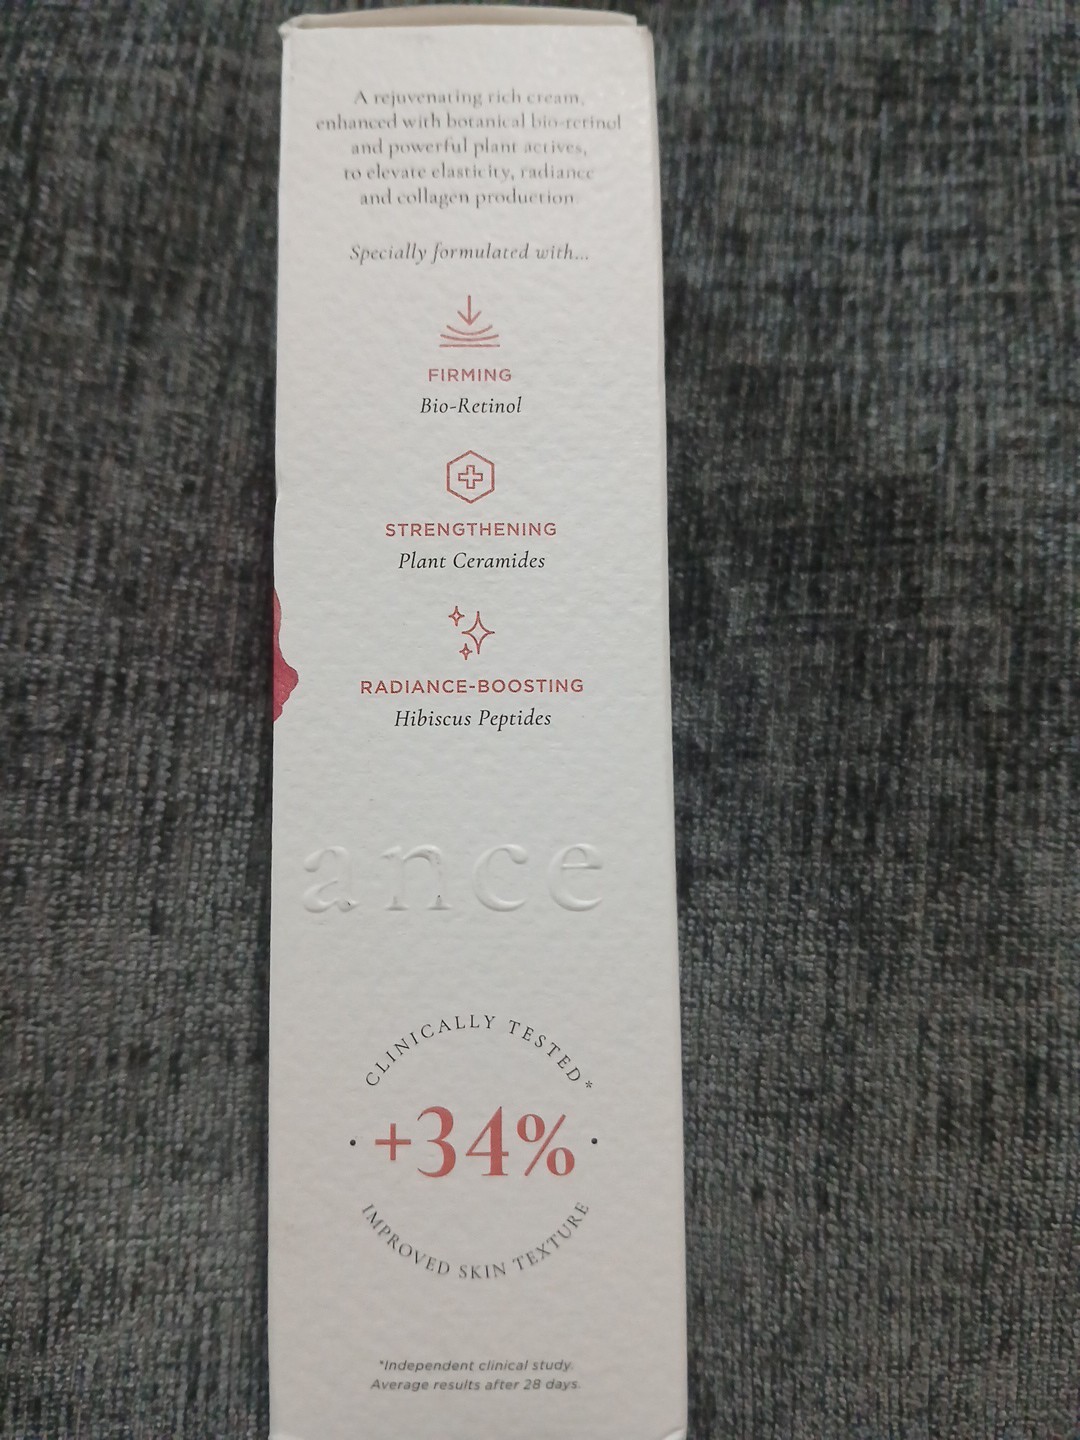 A rejuvenating rich cream,
enhanced with botanical bio-retinol
and powerful plant actives,
to elevate elasticity, radiance
and collagen production.
Specially formulated with...
FIRMING
Bio-Retinol
STRENGTHENING
Plant Ceramides
RADIANCE-BOOSTING
Hibiscus Peptides
ance
CLINICALLY TESTED*
+34%
IMPROVED SKIN TEXTURE
*Independent clinical study.
Average results after 28 days.